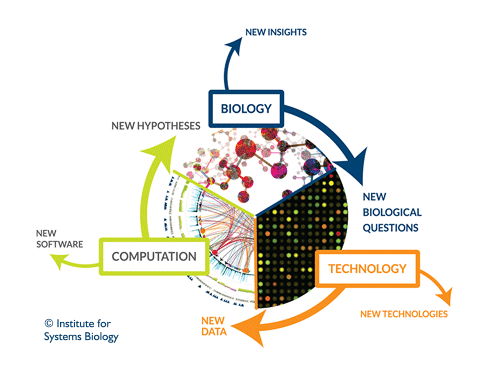 NEW INSIGHTS
BIOLOGY
NEW HYPOTHESES
NEW
BIOLOGICAL
QUESTIONS
NEW
SOFTWARE
COMPUTATION
TECHNOLOGY
NEW TECHNOLOGIES
NEW
DATA
© Institute for
Systems Biology